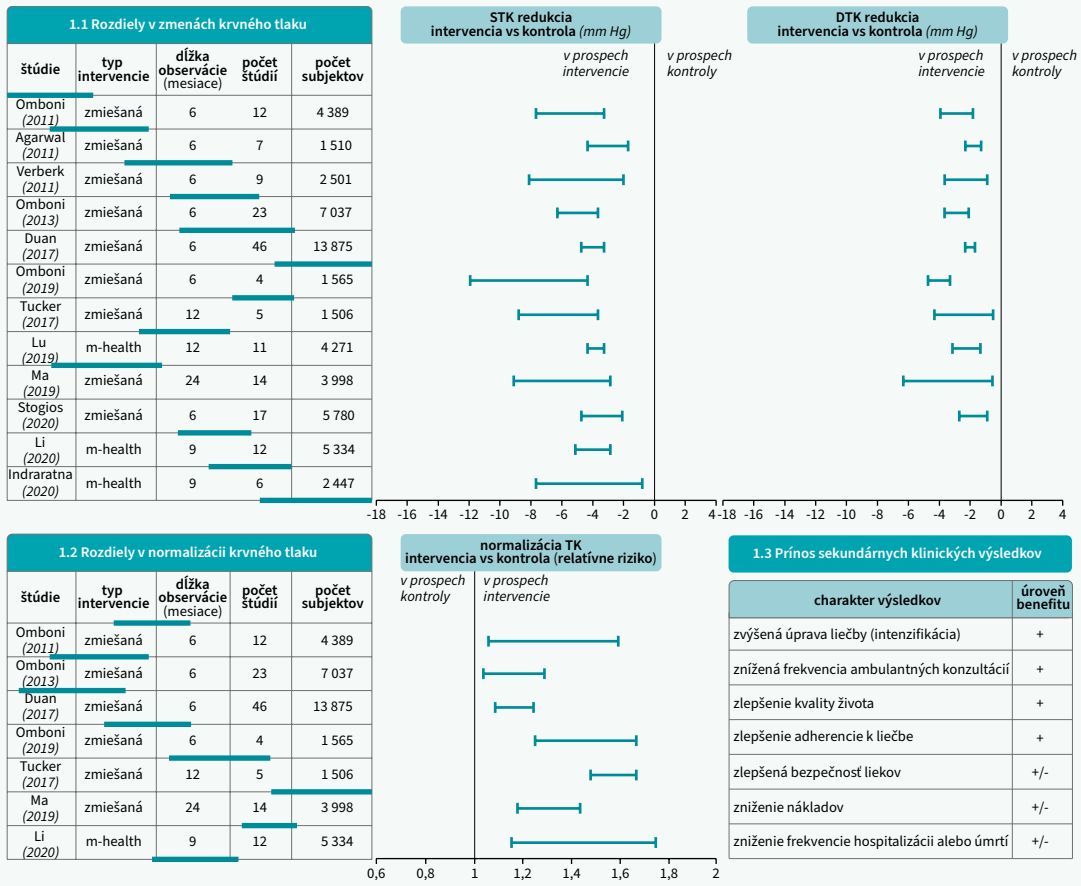 1.1 Rozdiely v zmenách krvného tlaku
štúdie
typ
intervencie
dĺžka
observácie
(mesiace)
počet
štúdií
počet
subjektov
Omboni
(2011)
zmiešaná
6
12
4 389
Agarwal
(2011)
zmiešaná
6
7
1 510
Verberk
(2011)
zmiešaná
6
9
2 501
Omboni
(2013)
zmiešaná
6
23
7 037
Duan
(2017)
zmiešaná
6
46
13 875
Omboni
(2019)
zmiešaná
6
4
1 565
Tucker
(2017)
zmiešaná
12
5
1 506
Lu
(2019)
m-health
12
11
4 271
Ma
(2019)
zmiešaná
24
14
3 998
Stogios
(2020)
zmiešaná
6
17
5 780
Li
(2020)
m-health
9
12
5 334
Indraratna
(2020)
m-health
9
6
2 447
STK redukcia
intervencia vs kontrola (mm Hg)
v prospech
intervencie
v prospech
kontroly
-18 -16 -14 -12 -10 -8 -6 -4 -2 0 2 4
DTK redukcia
intervencia vs kontrola (mm Hg)
v prospech
intervencie
v prospech
kontroly
-18 -16 -14 -12 -10 -8 -6 -4 -2 0 2 4
1.2 Rozdiely v normalizácii krvného tlaku
štúdie
typ
intervencie
dĺžka
observácie
(mesiace)
počet
štúdií
počet
subjektov
Omboni
(2011)
zmiešaná
6
12
4 389
Omboni
(2013)
zmiešaná
6
23
7 037
Duan
(2017)
zmiešaná
6
46
13 875
Omboni
(2019)
zmiešaná
6
4
1 565
Tucker
(2017)
zmiešaná
12
5
1 506
Ma
(2019)
zmiešaná
24
14
3 998
Li
(2020)
m-health
9
12
5 334
normalizácia TK
intervencia vs kontrola (relatívne riziko)
v prospech
kontroly
v prospech
intervencie
0,6 0,8 1 1,2 1,4 1,6 1,8 2
1.3 Prínos sekundárnych klinických výsledkov
charakter výsledkov
úroveň
benefitu
zvýšená úprava liečby (intenzifikácia)
+
znížená frekvencia ambulantných konzultácií
+
zlepšenie kvality života
+
zlepšenie adherencie k liečbe
+
zlepšená bezpečnosť liekov
+/-
zniženie nákladov
+/-
zniženie frekvencie hospitalizácii alebo úmrtí
+/-